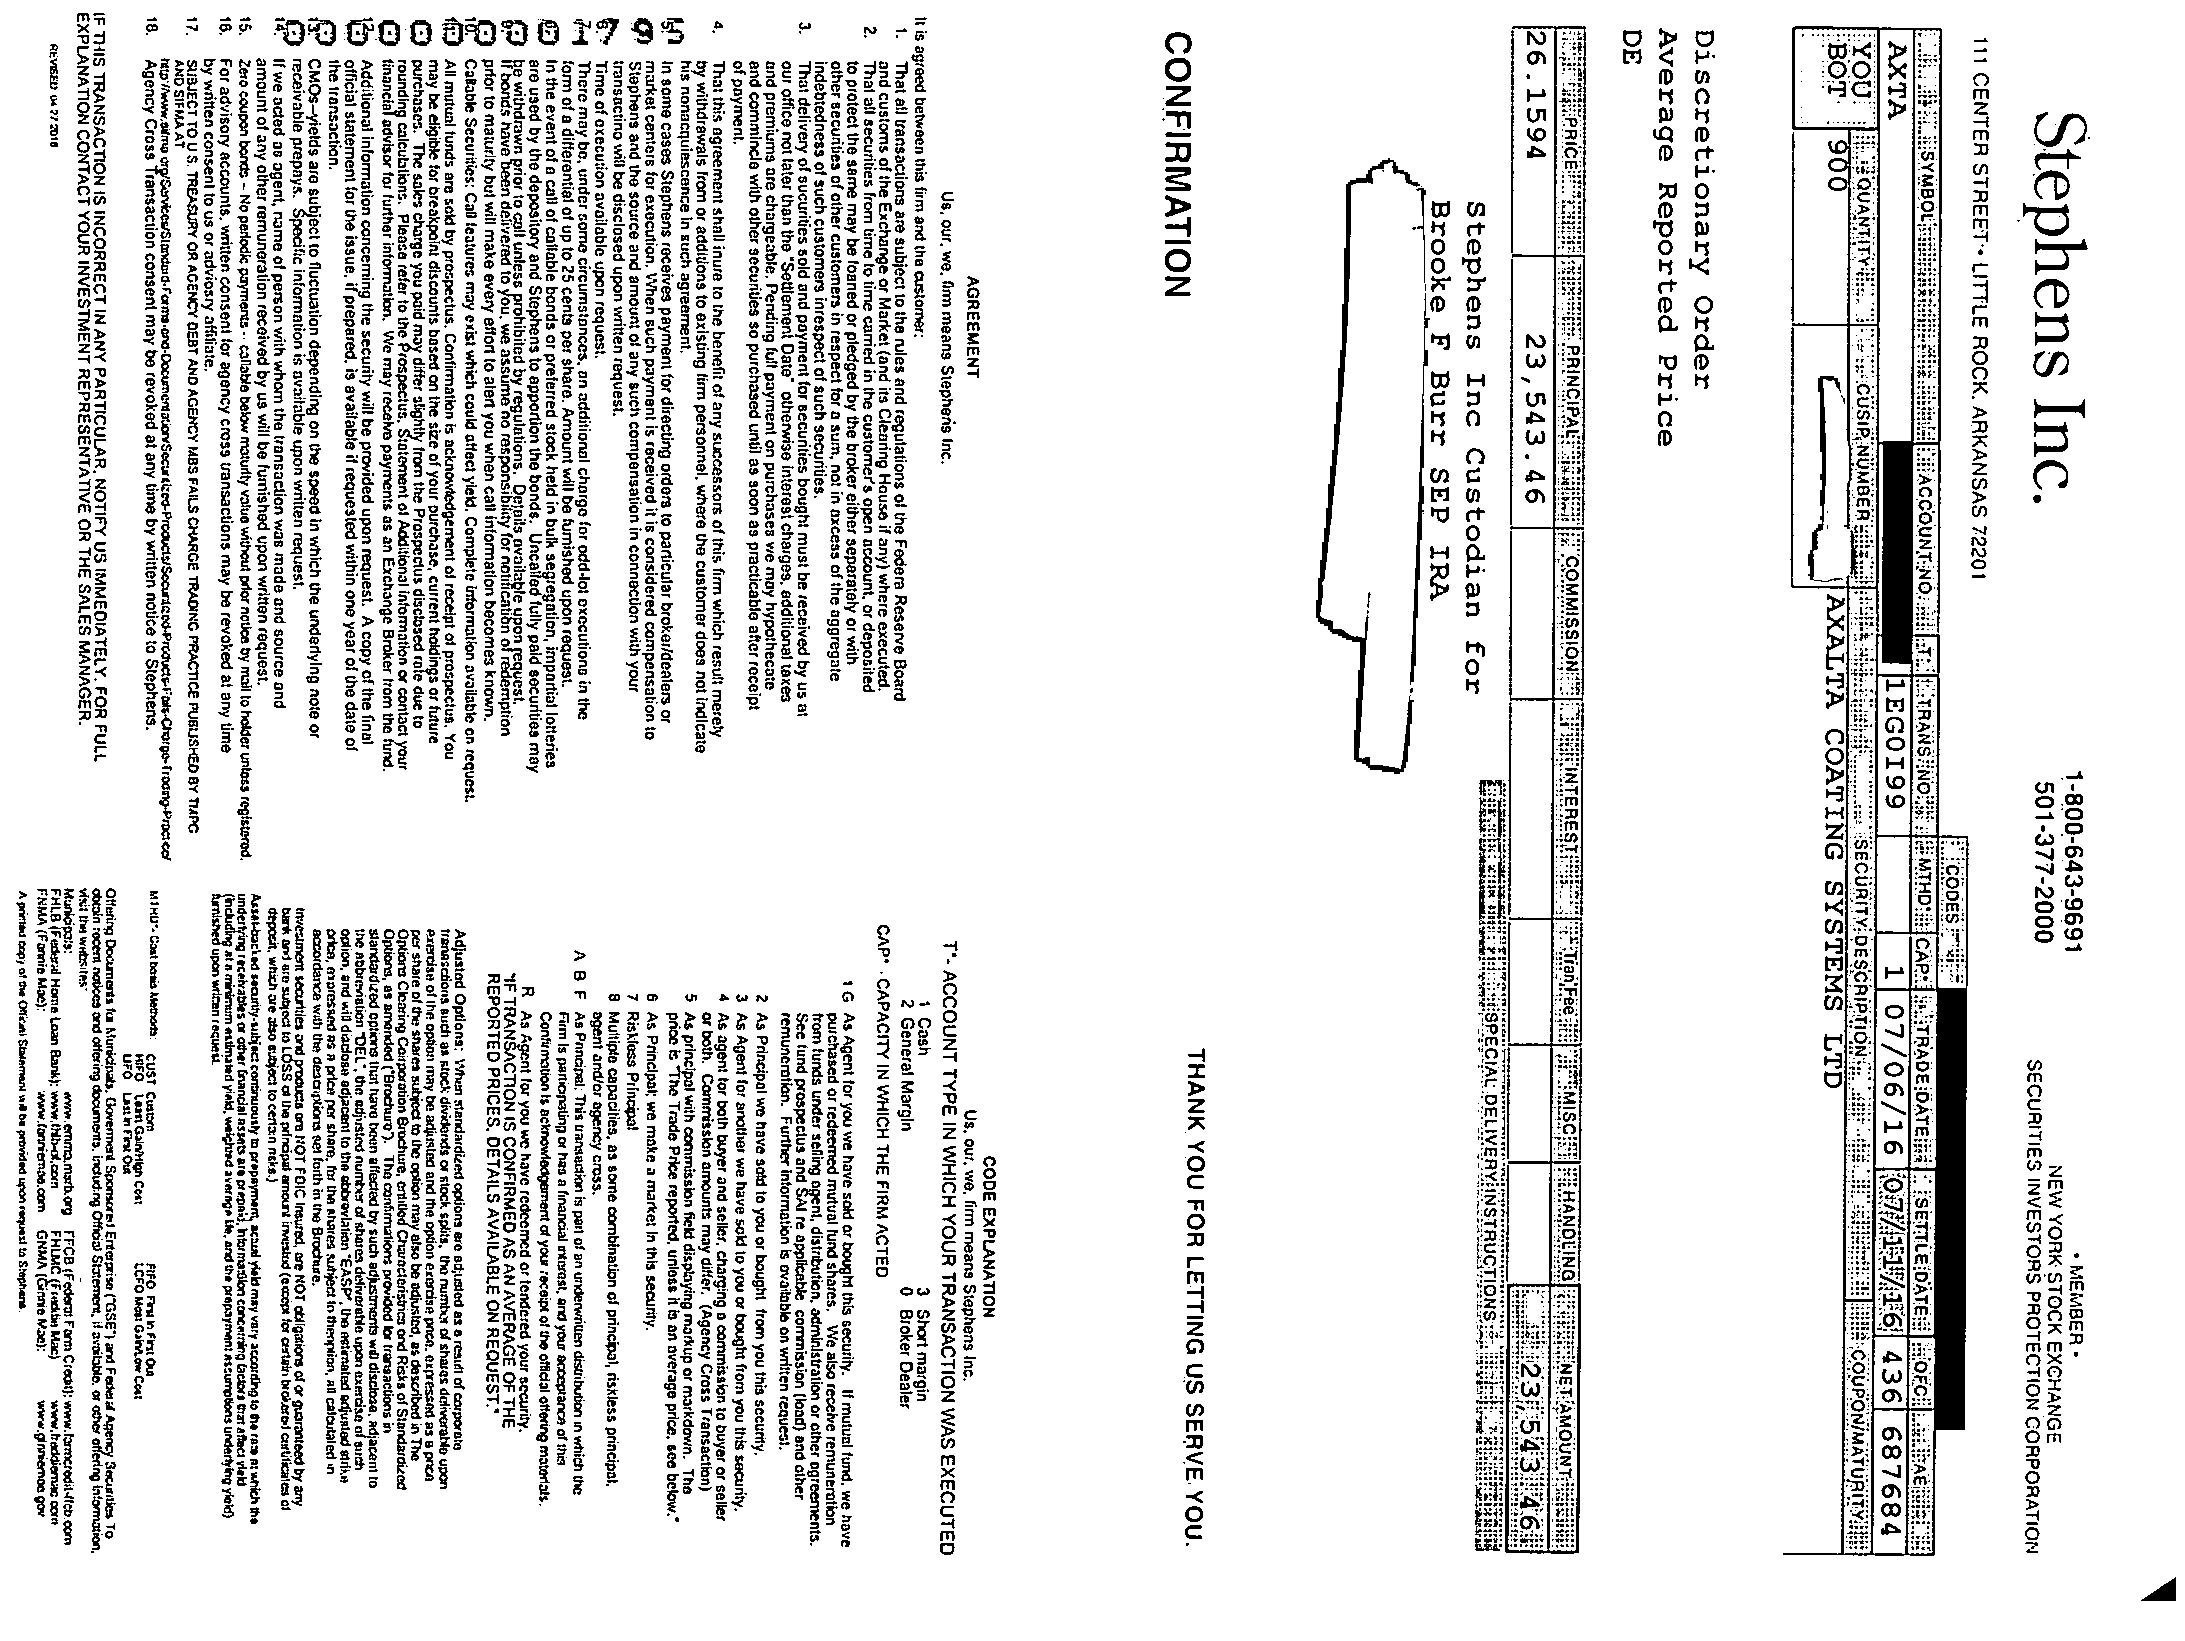 Stephens Inc.
111 CENTER STREET • LITTLE ROCK, ARKANSAS 72201
1-800-643-9691
501-377-2000
• MEMBER •
NEW YORK STOCK EXCHANGE
SECURITIES INVESTORS PROTECTION CORPORATION
CODES
SYMBOL ACCOUNT NO. T* TRANS NO. MTHD* CAP* TRADE DATE SETTLE DATE OFC AE
AXTA 1EG0I99 1 07/06/16 07/11/16 436 687684
YOU BOT QUANTITY CUSIP NUMBER SECURITY DESCRIPTION COUPON/MATURITY
900 AXALTA COATING SYSTEMS LTD
Discretionary Order
Average Reported Price
DE
PRICE PRINCIPAL COMMISSION INTEREST Tran Fee MISC HANDLING NET AMOUNT
26.1594 23,543.46 23,543.46
SPECIAL DELIVERY INSTRUCTIONS
Stephens Inc Custodian for
Brooke F Burr SEP IRA
CONFIRMATION
THANK YOU FOR LETTING US SERVE YOU.
AGREEMENT
Us, our, we, firm means Stephens Inc.
It is agreed between this firm and the customer:
1. That all transactions are subject to the rules and regulations of the Federal Reserve Board
and customs of the Exchange or Market (and its Clearing House if any) where executed.
2. That all securities from time to time carried in the customer's open account, or deposited
to protect the same may be loaned or pledged by the broker either separately or with
other securities of other customers in respect for a sum, not in excess of the aggregate
indebtedness of such customers in respect of such securities.
3. That delivery of securities sold and payment for securities bought must be received by us at
our office not later than the "Settlement Date" otherwise interest charges, additional taxes
and premiums are chargeable. Pending full payment on purchases we may hypothecate
and commingle with other securities so purchased until as soon as practicable after receipt
of payment.
4. That this agreement shall inure to the benefit of any successors of this firm which result merely
by withdrawals from or additions to existing firm personnel, where the customer does not indicate
his nonacquiescence in such agreement.
In some cases Stephens receives payment for directing orders to particular broker/dealers or
market centers for execution. When such payment is received it is considered compensation to
Stephens and the source and amount of any such compensation in connection with your
transacting will be disclosed upon written request.
Time of execution available upon request.
There may be, under some circumstances, an additional charge for odd-lot executions in the
form of a differential of up to 25 cents per share. Amount will be furnished upon request.
In the event of a call of callable bonds or preferred stock held in bulk segregation, impartial lotteries
are used by the depository and Stephens to apportion the bonds. Uncalled fully paid securities may
be withdrawn prior to call unless prohibited by regulations. Details available upon request.
If bonds have been delivered to you, we assume no responsibility for notification of redemption
prior to maturity but will make every effort to alert you when call information becomes known.
Callable Securities: Call features may exist which could affect yield. Complete information available on request.
All mutual funds are sold by prospectus. Confirmation is acknowledgement of receipt of prospectus. You
may be eligible for breakpoint discounts based on the size of your purchase, current holdings or future
purchases. The sales charge you paid may differ slightly from the Prospectus disclosed rate due to
rounding calculations. Please refer to the Prospectus, Statement of Additional Information or contact your
financial advisor for further information. We may receive payments as an Exchange Broker from the fund.
Additional information concerning the security will be provided upon request. A copy of the final
official statement for the issue, if prepared, is available if requested within one year of the date of
the transaction.
CMOs–yields are subject to fluctuation depending on the speed in which the underlying note or
receivable prepays. Specific information is available upon written request.
14. If we acted as agent, name of person with whom the transaction was made and source and
amount of any other remuneration received by us will be furnished upon written request.
15. Zero coupon bonds - No periodic payments - callable below maturity value without prior notice by mail to holder unless registered.
16. For advisory accounts, written consent for agency cross transactions may be revoked at any time
by written consent to us or advisory affiliate.
17. SUBJECT TO U.S. TREASURY OR AGENCY DEBT AND AGENCY MBS FAILS CHARGE TRADING PRACTICE PUBLISHED BY TMPG
AND SIFMA AT
18. Agency Cross Transaction consent may be revoked at any time by written notice to Stephens.
IF THIS TRANSACTION IS INCORRECT IN ANY PARTICULAR, NOTIFY US IMMEDIATELY. FOR FULL
EXPLANATION CONTACT YOUR INVESTMENT REPRESENTATIVE OR THE SALES MANAGER.
REVISED 04 27 2016
CODE EXPLANATION
Us, our, we, firm means Stephens Inc.
T*- ACCOUNT TYPE IN WHICH YOUR TRANSACTION WAS EXECUTED
1 Cash 3 Short margin
2 General Margin 0 Broker Dealer
CAP* - CAPACITY IN WHICH THE FIRM ACTED
1 G As Agent for you we have sold or bought this security. If mutual fund, we have
purchased or redeemed mutual fund shares. We also receive remuneration
from funds under selling agent, distribution, administration or other agreements.
See fund prospectus and SAI re applicable commission (load) and other
remuneration. Further information is available on written request.
2 As Principal we have sold to you or bought from you this security.
3 As Agent for another we have sold to you or bought from you this security.
4 As agent for both buyer and seller, charging a commission to buyer or seller
or both. Commission amounts may differ. (Agency Cross Transaction)
5 As principal with commission field displaying markup or markdown. The
price is "The Trade Price reported, unless it is an average price, see below."
6 As Principal; we make a market in this security.
7 Riskless Principal
8 Multiple capacities, as some combination of principal, riskless principal,
agent and/or agency cross.
A B F As Principal: This transaction is part of an underwritten distribution in which the
Firm is participating or has a financial interest, and your acceptance of this
Confirmation is acknowledgement of your receipt of the official offering materials.
R As Agent for you we have redeemed or tendered your security.
"IF TRANSACTION IS CONFIRMED AS AN AVERAGE OF THE
REPORTED PRICES, DETAILS AVAILABLE ON REQUEST."
Adjusted Options: When standardized options are adjusted as a result of corporate
transactions such as stock dividends or stock splits, the number of shares deliverable upon
exercise of the option may be adjusted and the option exercise price, expressed as a price
per share of the shares subject to the option may also be adjusted, as described in The
Options Clearing Corporation Brochure, entitled Characteristics and Risks of Standardized
Options, as amended ("Brochure"). The confirmations provided for transactions in
standardized options that have been affected by such adjustments will disclose, adjacent to
the abbreviation "DEL", the adjusted number of shares deliverable upon exercise of such
option, and will disclose adjacent to the abbreviation "EASP", the estimated adjusted strike
price, expressed as a price per share, for the shares subject to the option, all calculated in
accordance with the descriptions set forth in the Brochure.
Investment securities and products are NOT FDIC Insured, are NOT obligations of or guaranteed by any
bank and are subject to LOSS of the principal amount invested (except for certain brokered certificates of
deposit, which are also subject to certain risks.)
Asset-backed security-subject continuously to prepayment, actual yield may vary according to the rate at which the
underlying receivables or other financial assets are prepaid. Information concerning factors that affect yield
(including at a minimum estimated yield, weighted average life, and the prepayment assumptions underlying yield)
furnished upon written request.
MTHD*- Cost basis Methods: CUST Custom FIFO First In First Out
HIFO Least Gain/High Cost LCFO Most Gain/Low Cost
LIFO Last In First Out
Offering Documents for Municipals, Government Sponsored Enterprise ("GSE") and Federal Agency Securities To
obtain recent notices and offering documents, including Official Statement, if available, or other offering information,
visit the websites:
Municipals: www.emma.msrb.org FFCB (Federal Farm Credit): www.farmcredit-ffcb.com
FHLB (Federal Home Loan Bank): www.fhlbcof.com FHLMC (Freddie Mac) www.freddiemac.com
FNMA (Fannie Mae): www.fanniemae.com GNMA (Ginnie Mae): www.ginniemae.gov
A printed copy of the Official Statement will be provided upon request to Stephens.